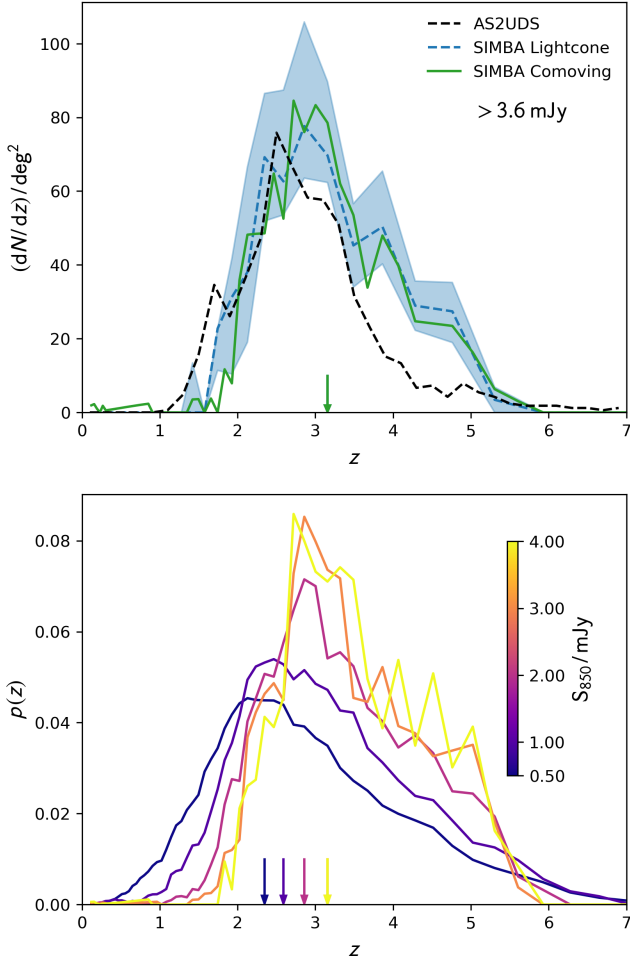 100
80
60
40
20
0
(dN/dz)/deg²
AS2UDS
SIMBA Lightcone
SIMBA Comoving
> 3.6 mJy
0 1 2 3 4 5 6 7
z
0.08
0.06
0.04
0.02
0.00
p(z)
4.00
3.00
2.00
1.00
0.50
S₈₅₀/mJy
0 1 2 3 4 5 6 7
z